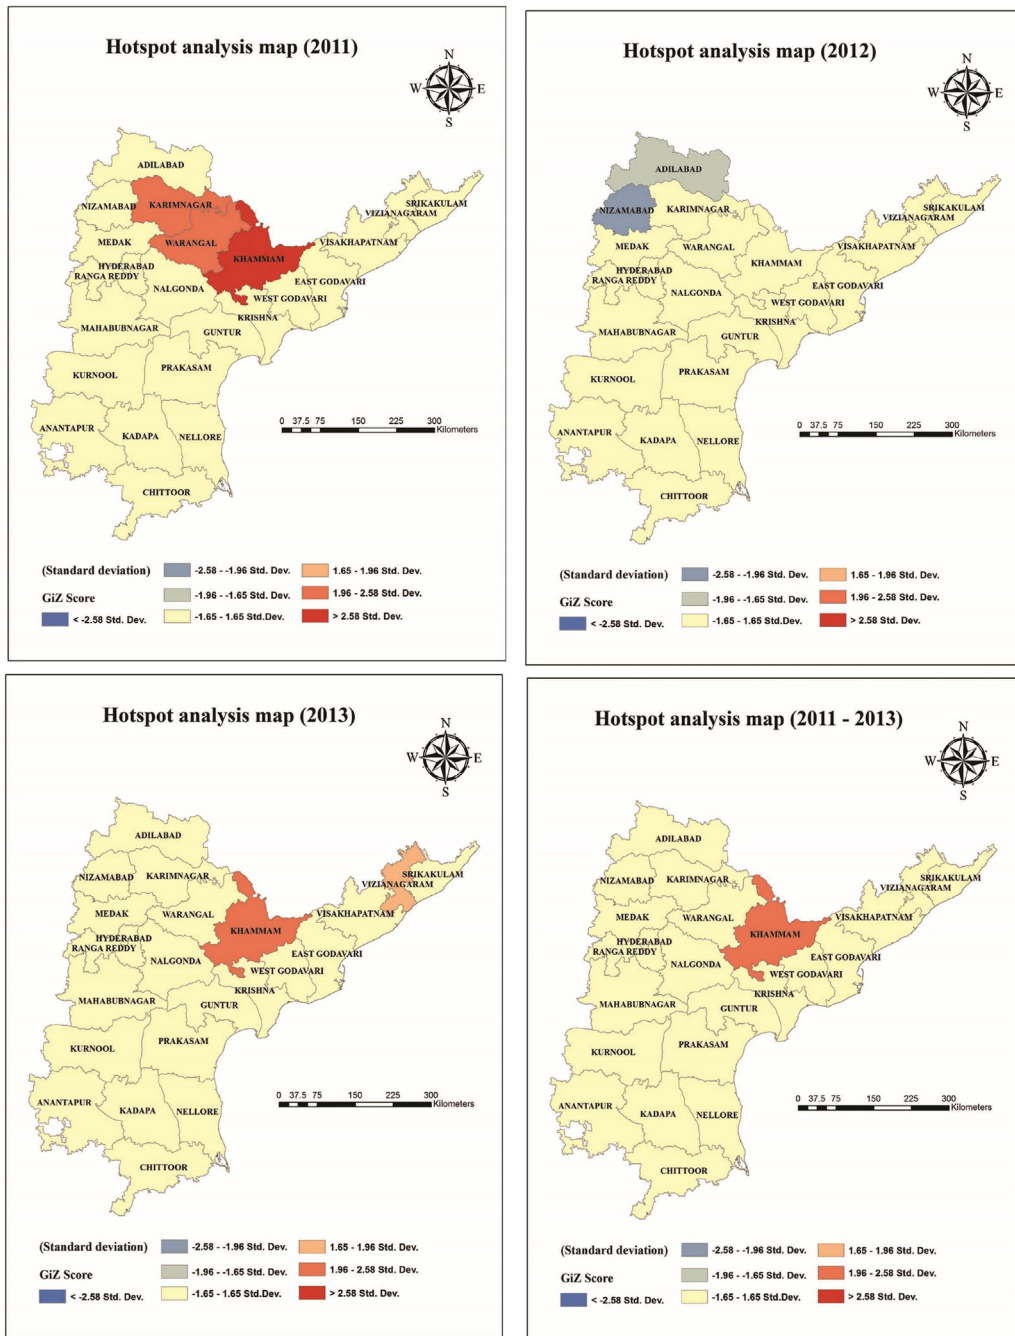 Hotspot analysis map (2011)
N
W E
S
ADILABAD
NIZAMABAD
KARIMNAGAR
SRIKAKULAM
VIZIANAGARAM
MEDAK
WARANGAL
VISAKHAPATNAM
KHAMMAM
HYDERABAD
RANGA REDDY
EAST GODAVARI
NALGONDA
WEST GODAVARI
KRISHNA
MAHABUBNAGAR
GUNTUR
PRAKASAM
KURNOOL
0 37.5 75 150 225 300
Kilometers
ANANTAPUR
KADAPA
NELLORE
CHITTOOR
(Standard deviation)
GiZ Score
< -2.58 Std. Dev.
-2.58 - -1.96 Std. Dev.
-1.96 - -1.65 Std. Dev.
-1.65 - 1.65 Std.Dev.
1.65 - 1.96 Std. Dev.
1.96 - 2.58 Std. Dev.
> 2.58 Std. Dev.
Hotspot analysis map (2012)
N
W E
S
ADILABAD
NIZAMABAD
KARIMNAGAR
SRIKAKULAM
VIZIANAGARAM
MEDAK
WARANGAL
VISAKHAPATNAM
KHAMMAM
HYDERABAD
RANGA REDDY
EAST GODAVARI
NALGONDA
WEST GODAVARI
KRISHNA
MAHABUBNAGAR
GUNTUR
PRAKASAM
KURNOOL
0 37.5 75 150 225 300
Kilometers
ANANTAPUR
KADAPA
NELLORE
CHITTOOR
(Standard deviation)
GiZ Score
< -2.58 Std. Dev.
-2.58 - -1.96 Std. Dev.
-1.96 - -1.65 Std. Dev.
-1.65 - 1.65 Std.Dev.
1.65 - 1.96 Std. Dev.
1.96 - 2.58 Std. Dev.
> 2.58 Std. Dev.
Hotspot analysis map (2013)
N
W E
S
ADILABAD
NIZAMABAD
KARIMNAGAR
SRIKAKULAM
VIZIANAGARAM
MEDAK
WARANGAL
VISAKHAPATNAM
KHAMMAM
HYDERABAD
RANGA REDDY
EAST GODAVARI
NALGONDA
WEST GODAVARI
KRISHNA
MAHABUBNAGAR
GUNTUR
PRAKASAM
KURNOOL
0 37.5 75 150 225 300
Kilometers
ANANTAPUR
KADAPA
NELLORE
CHITTOOR
(Standard deviation)
GiZ Score
< -2.58 Std. Dev.
-2.58 - -1.96 Std. Dev.
-1.96 - -1.65 Std. Dev.
-1.65 - 1.65 Std.Dev.
1.65 - 1.96 Std. Dev.
1.96 - 2.58 Std. Dev.
> 2.58 Std. Dev.
Hotspot analysis map (2011 - 2013)
N
W E
S
ADILABAD
NIZAMABAD
KARIMNAGAR
SRIKAKULAM
VIZIANAGARAM
MEDAK
WARANGAL
VISAKHAPATNAM
KHAMMAM
HYDERABAD
RANGA REDDY
EAST GODAVARI
NALGONDA
WEST GODAVARI
KRISHNA
MAHABUBNAGAR
GUNTUR
PRAKASAM
KURNOOL
0 37.5 75 150 225 300
Kilometers
ANANTAPUR
KADAPA
NELLORE
CHITTOOR
(Standard deviation)
GiZ Score
< -2.58 Std. Dev.
-2.58 - -1.96 Std. Dev.
-1.96 - -1.65 Std. Dev.
-1.65 - 1.65 Std.Dev.
1.65 - 1.96 Std. Dev.
1.96 - 2.58 Std. Dev.
> 2.58 Std. Dev.